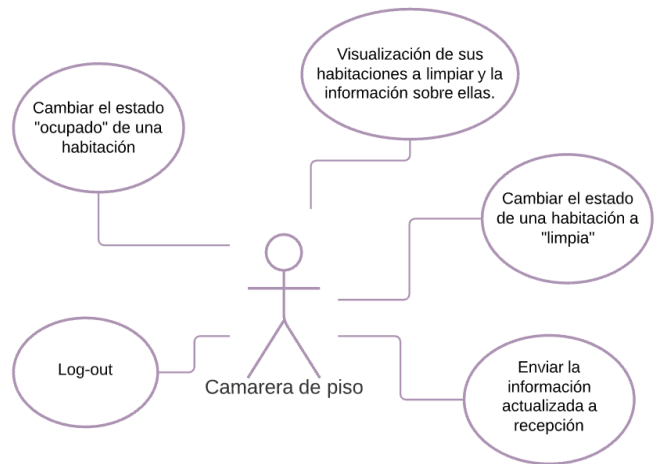 Visualización de sus
habitaciones a limpiar y la
información sobre ellas.
Cambiar el estado
"ocupado" de una
habitación
Cambiar el estado
de una habitación a
"limpia"
Log-out
Camarera de piso
Enviar la
información
actualizada a
recepción